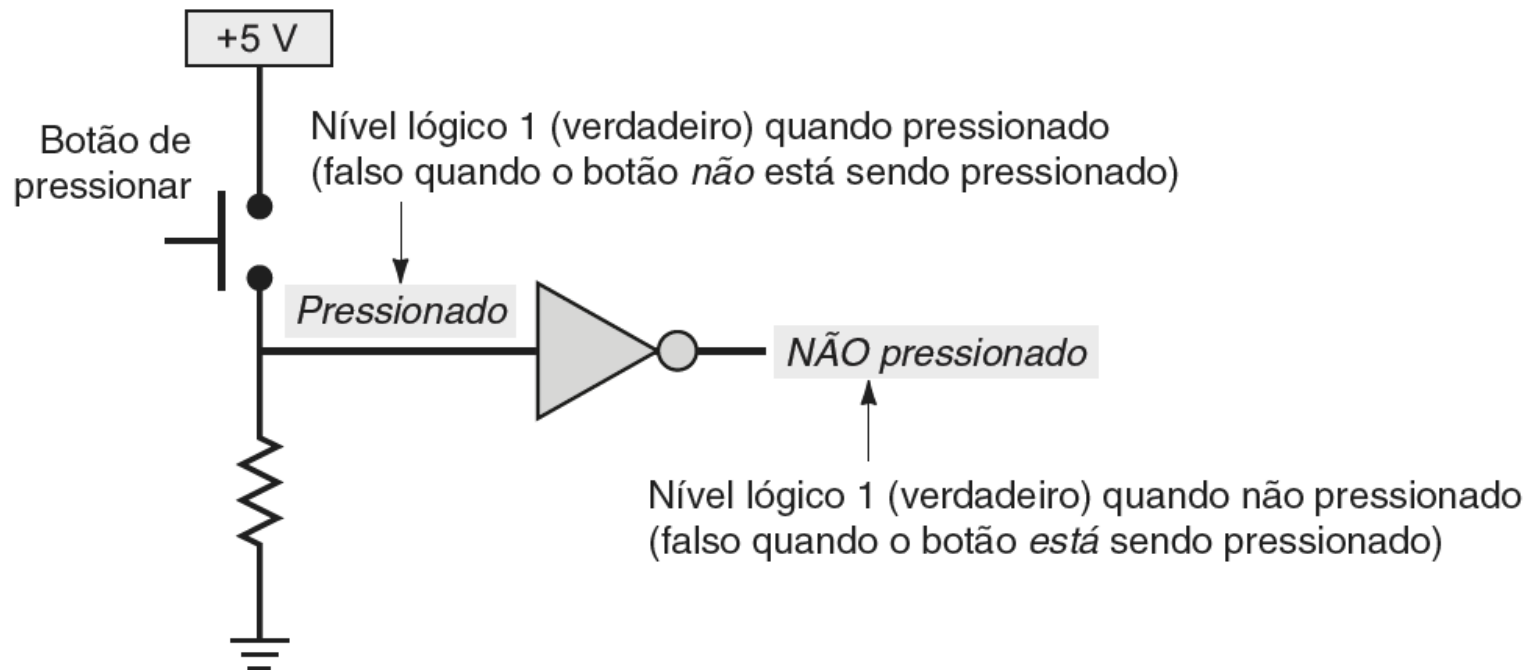 +5 V
Botão de
pressionar
Nível lógico 1 (verdadeiro) quando pressionado
(falso quando o botão não está sendo pressionado)
Pressionado
NÃO pressionado
Nível lógico 1 (verdadeiro) quando não pressionado
(falso quando o botão está sendo pressionado)